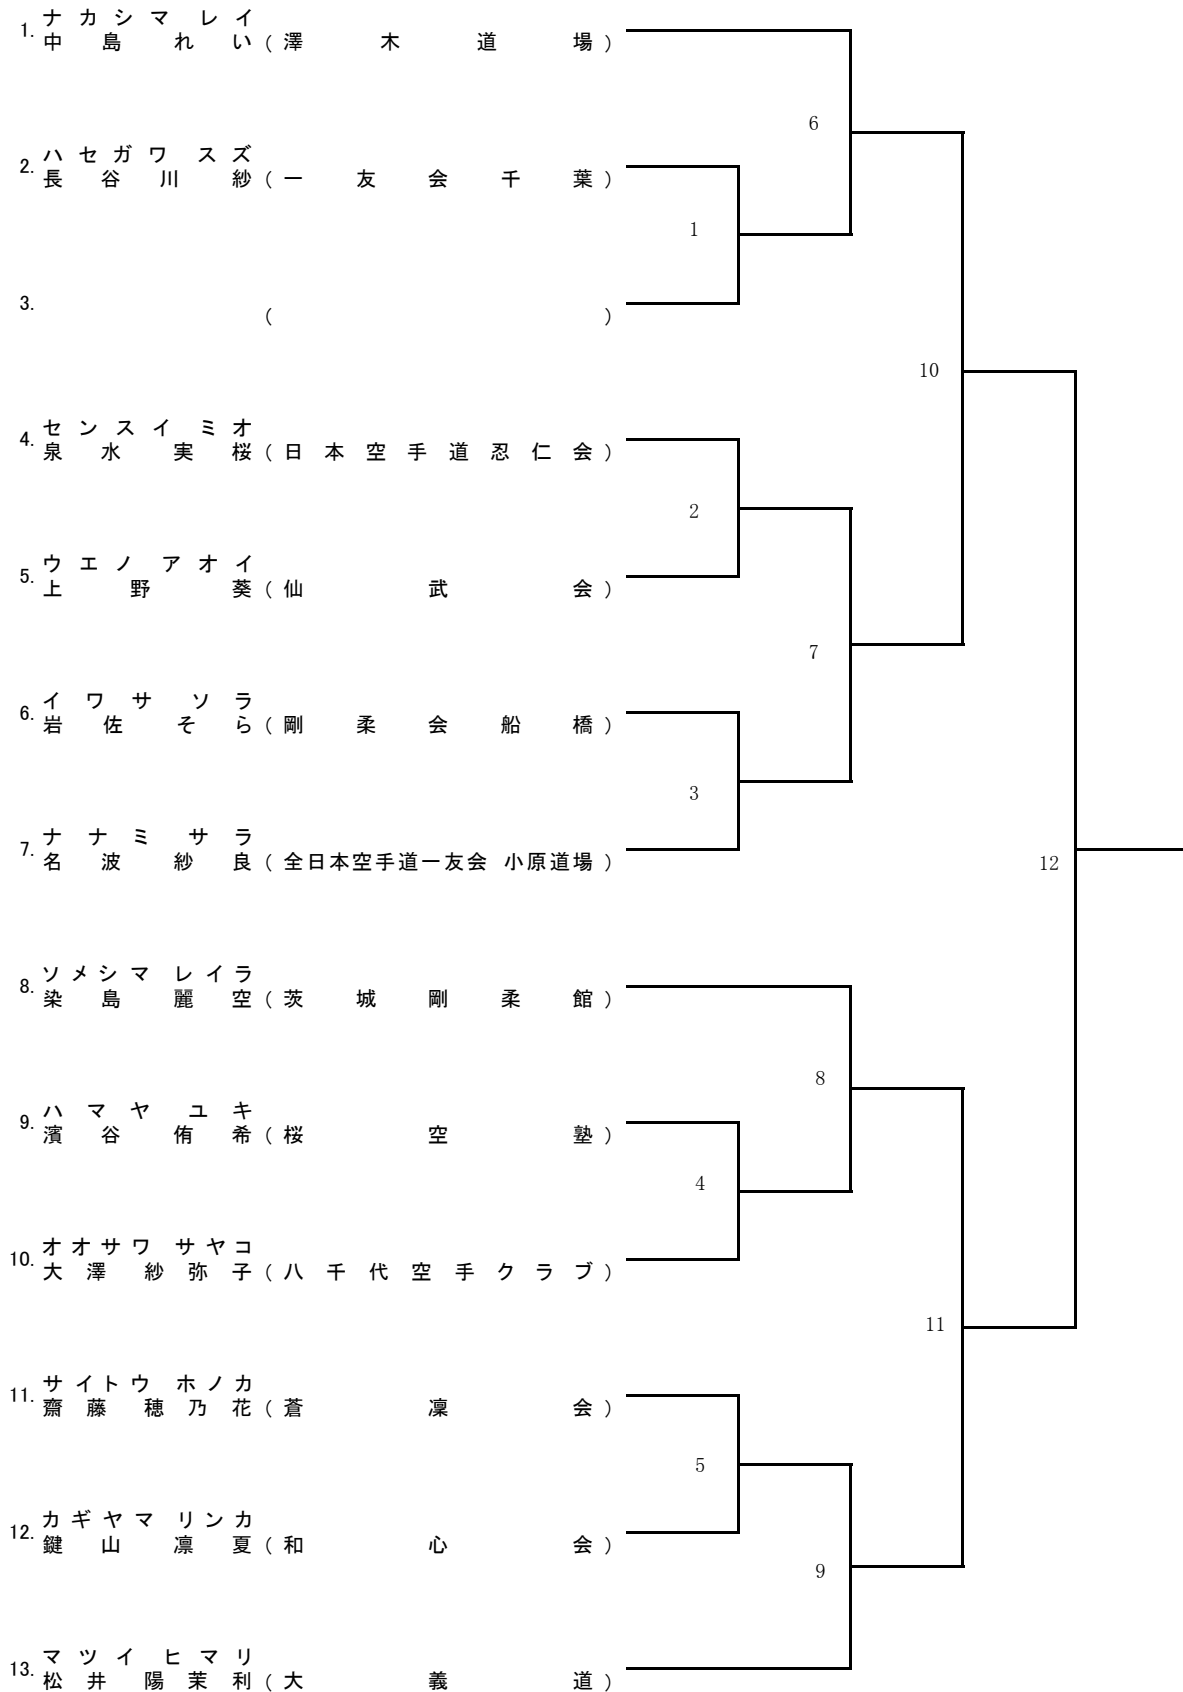 ナカシマ レイ
1. 中島れい (澤木道場)
6
ハセガワ スズ
2. 長谷川紗 (一友会千葉)
1
3. ( )
10
センスイ ミオ
4. 泉水実桜 (日本空手道忍仁会)
2
ウエノ アオイ
5. 上野葵 (仙武会)
7
イワサ ソラ
6. 岩佐そら (剛柔会船橋)
3
ナナミ サラ
7. 名波紗良 (全日本空手道一友会 小原道場)
12
ソメシマ レイラ
8. 染島麗空 (茨城剛柔館)
8
ハマヤ ユキ
9. 濱谷侑希 (桜空塾)
4
オオサワ サヤコ
10. 大澤紗弥子 (八千代空手クラブ)
11
サイトウ ホノカ
11. 齋藤穂乃花 (蒼凜会)
5
カギヤマ リンカ
12. 鍵山凛夏 (和心会)
9
マツイ ヒマリ
13. 松井陽茉利 (大義道)